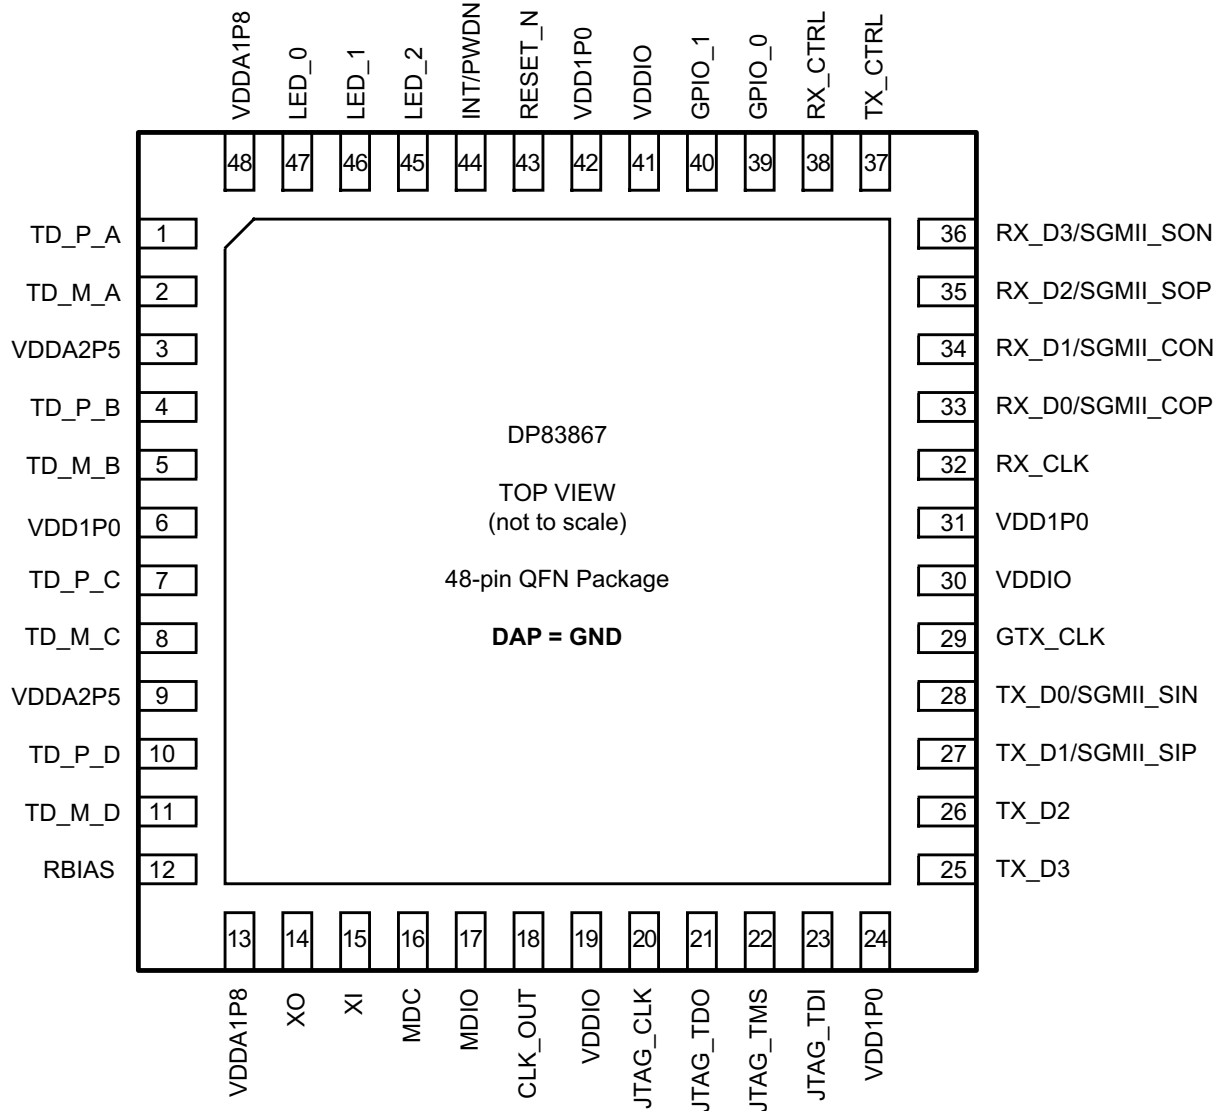 VDDA1P8
LED_0
LED_1
LED_2
INT/PWDN
RESET_N
VDD1P0
VDDIO
GPIO_1
GPIO_0
RX_CTRL
TX_CTRL
48
47
46
45
44
43
42
41
40
39
38
37
TD_P_A 1
36 RX_D3/SGMII_SON
TD_M_A 2
35 RX_D2/SGMII_SOP
VDDA2P5 3
34 RX_D1/SGMII_CON
TD_P_B 4
33 RX_D0/SGMII_COP
TD_M_B 5
32 RX_CLK
VDD1P0 6
31 VDD1P0
TD_P_C 7
30 VDDIO
TD_M_C 8
29 GTX_CLK
VDDA2P5 9
28 TX_D0/SGMII_SIN
TD_P_D 10
27 TX_D1/SGMII_SIP
TD_M_D 11
26 TX_D2
RBIAS 12
25 TX_D3
DP83867
TOP VIEW
(not to scale)
48-pin QFN Package
DAP = GND
13
14
15
16
17
18
19
20
21
22
23
24
VDDA1P8
XO
XI
MDC
MDIO
CLK_OUT
VDDIO
JTAG_CLK
JTAG_TDO
JTAG_TMS
JTAG_TDI
VDD1P0